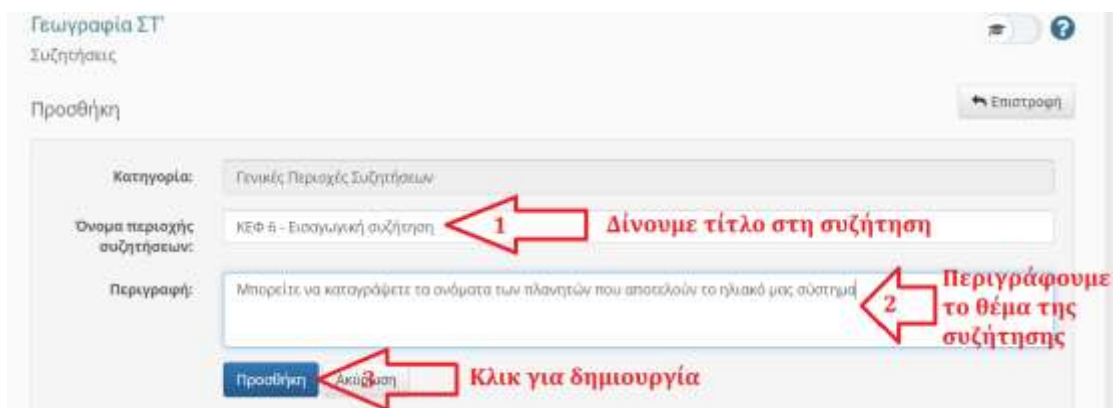 Γεωγραφία ΣΤ'
Συζητήσεις
Προσθήκη
Επιστροφή
Κατηγορία:
Γενικές Περιοχές Συζητήσεων
Όνομα περιοχής
συζητήσεων:
ΚΕΦ 6 - Εισαγωγική συζήτηση
1
Δίνουμε τίτλο στη συζήτηση
Περιγραφή:
Μπορείτε να καταγράψετε τα ονόματα των πλανητών που αποτελούν το ηλιακό μας σύστημα
2
Περιγράφουμε
το θέμα της
συζήτησης
Προσθήκη
3
Ακύρωση
Κλικ για δημιουργία